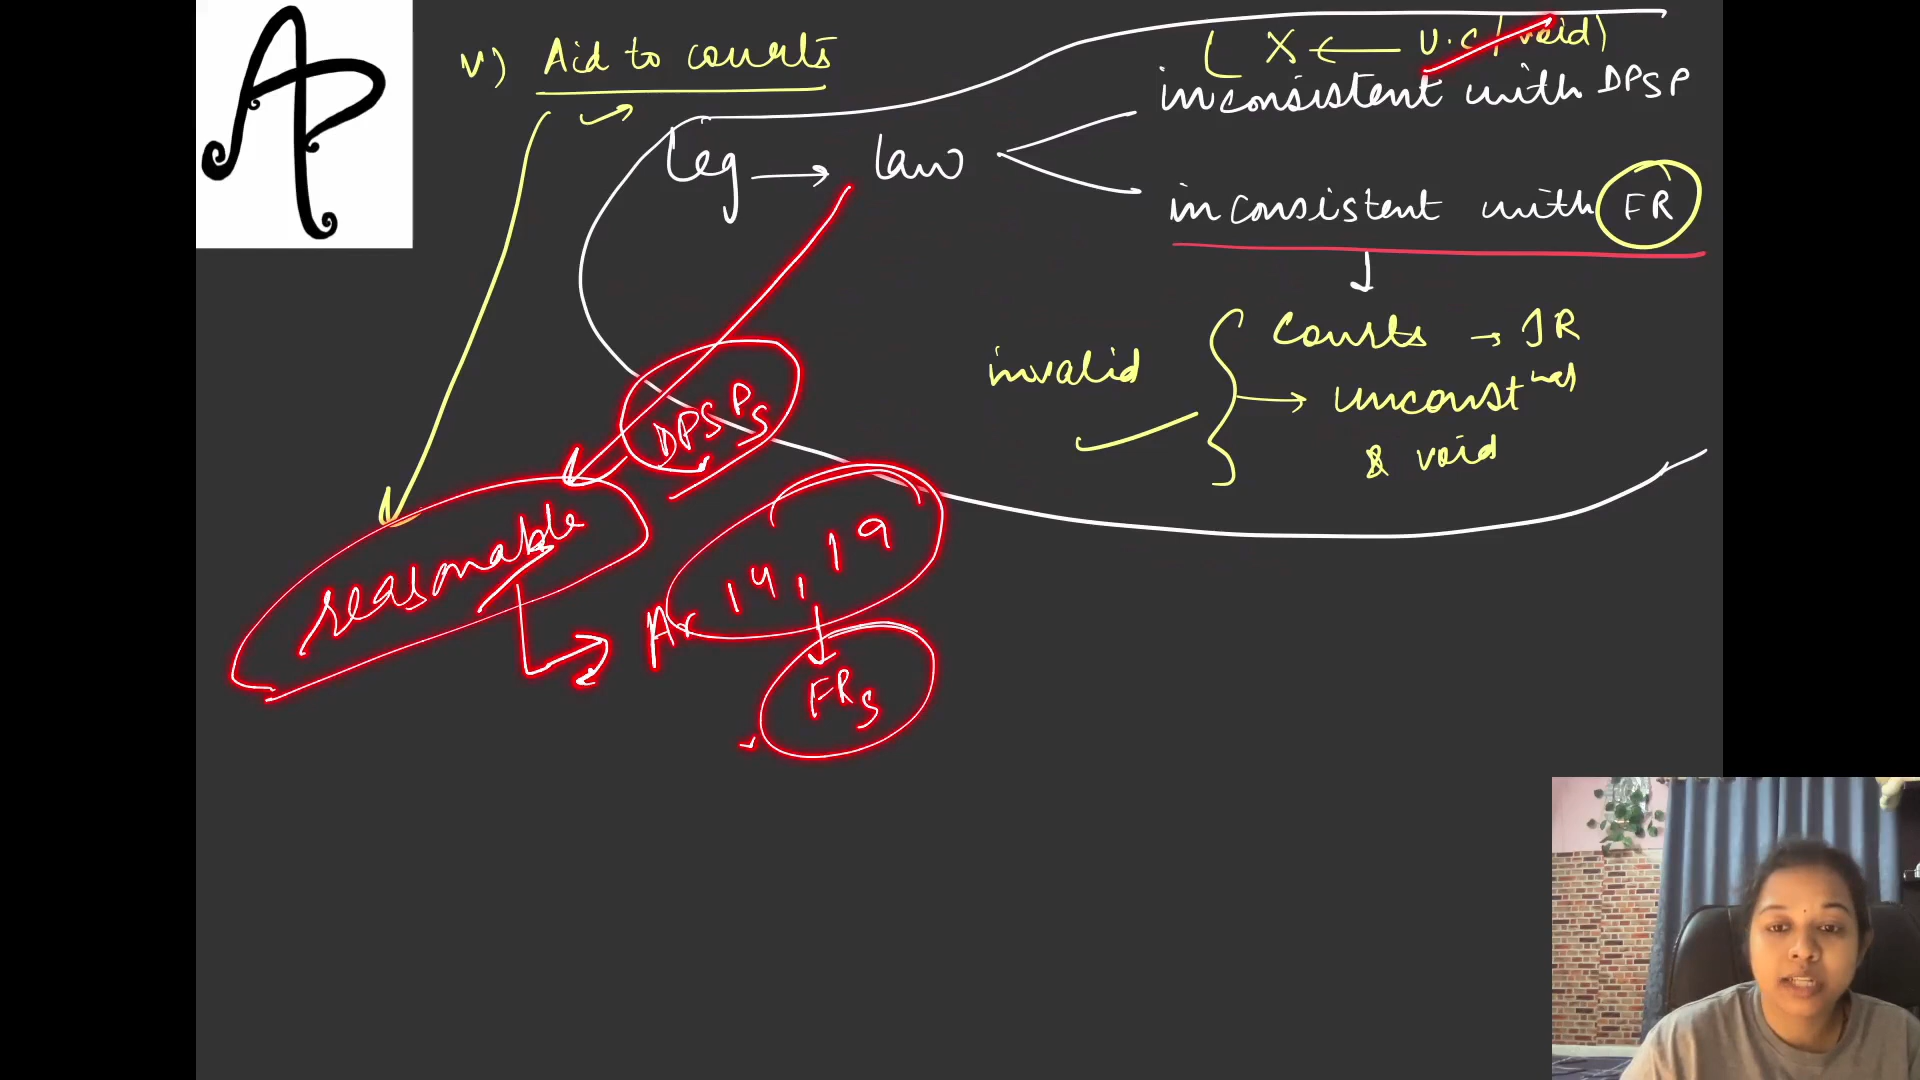 AP
v) Aid to courts
( X ← U.C / void )
inconsistent with DPSP
Leg → law
inconsistent with FR
Courts → JR
invalid
→ unconstnal
& void
DPSPs
reasonable
Ar 14, 19
FRs